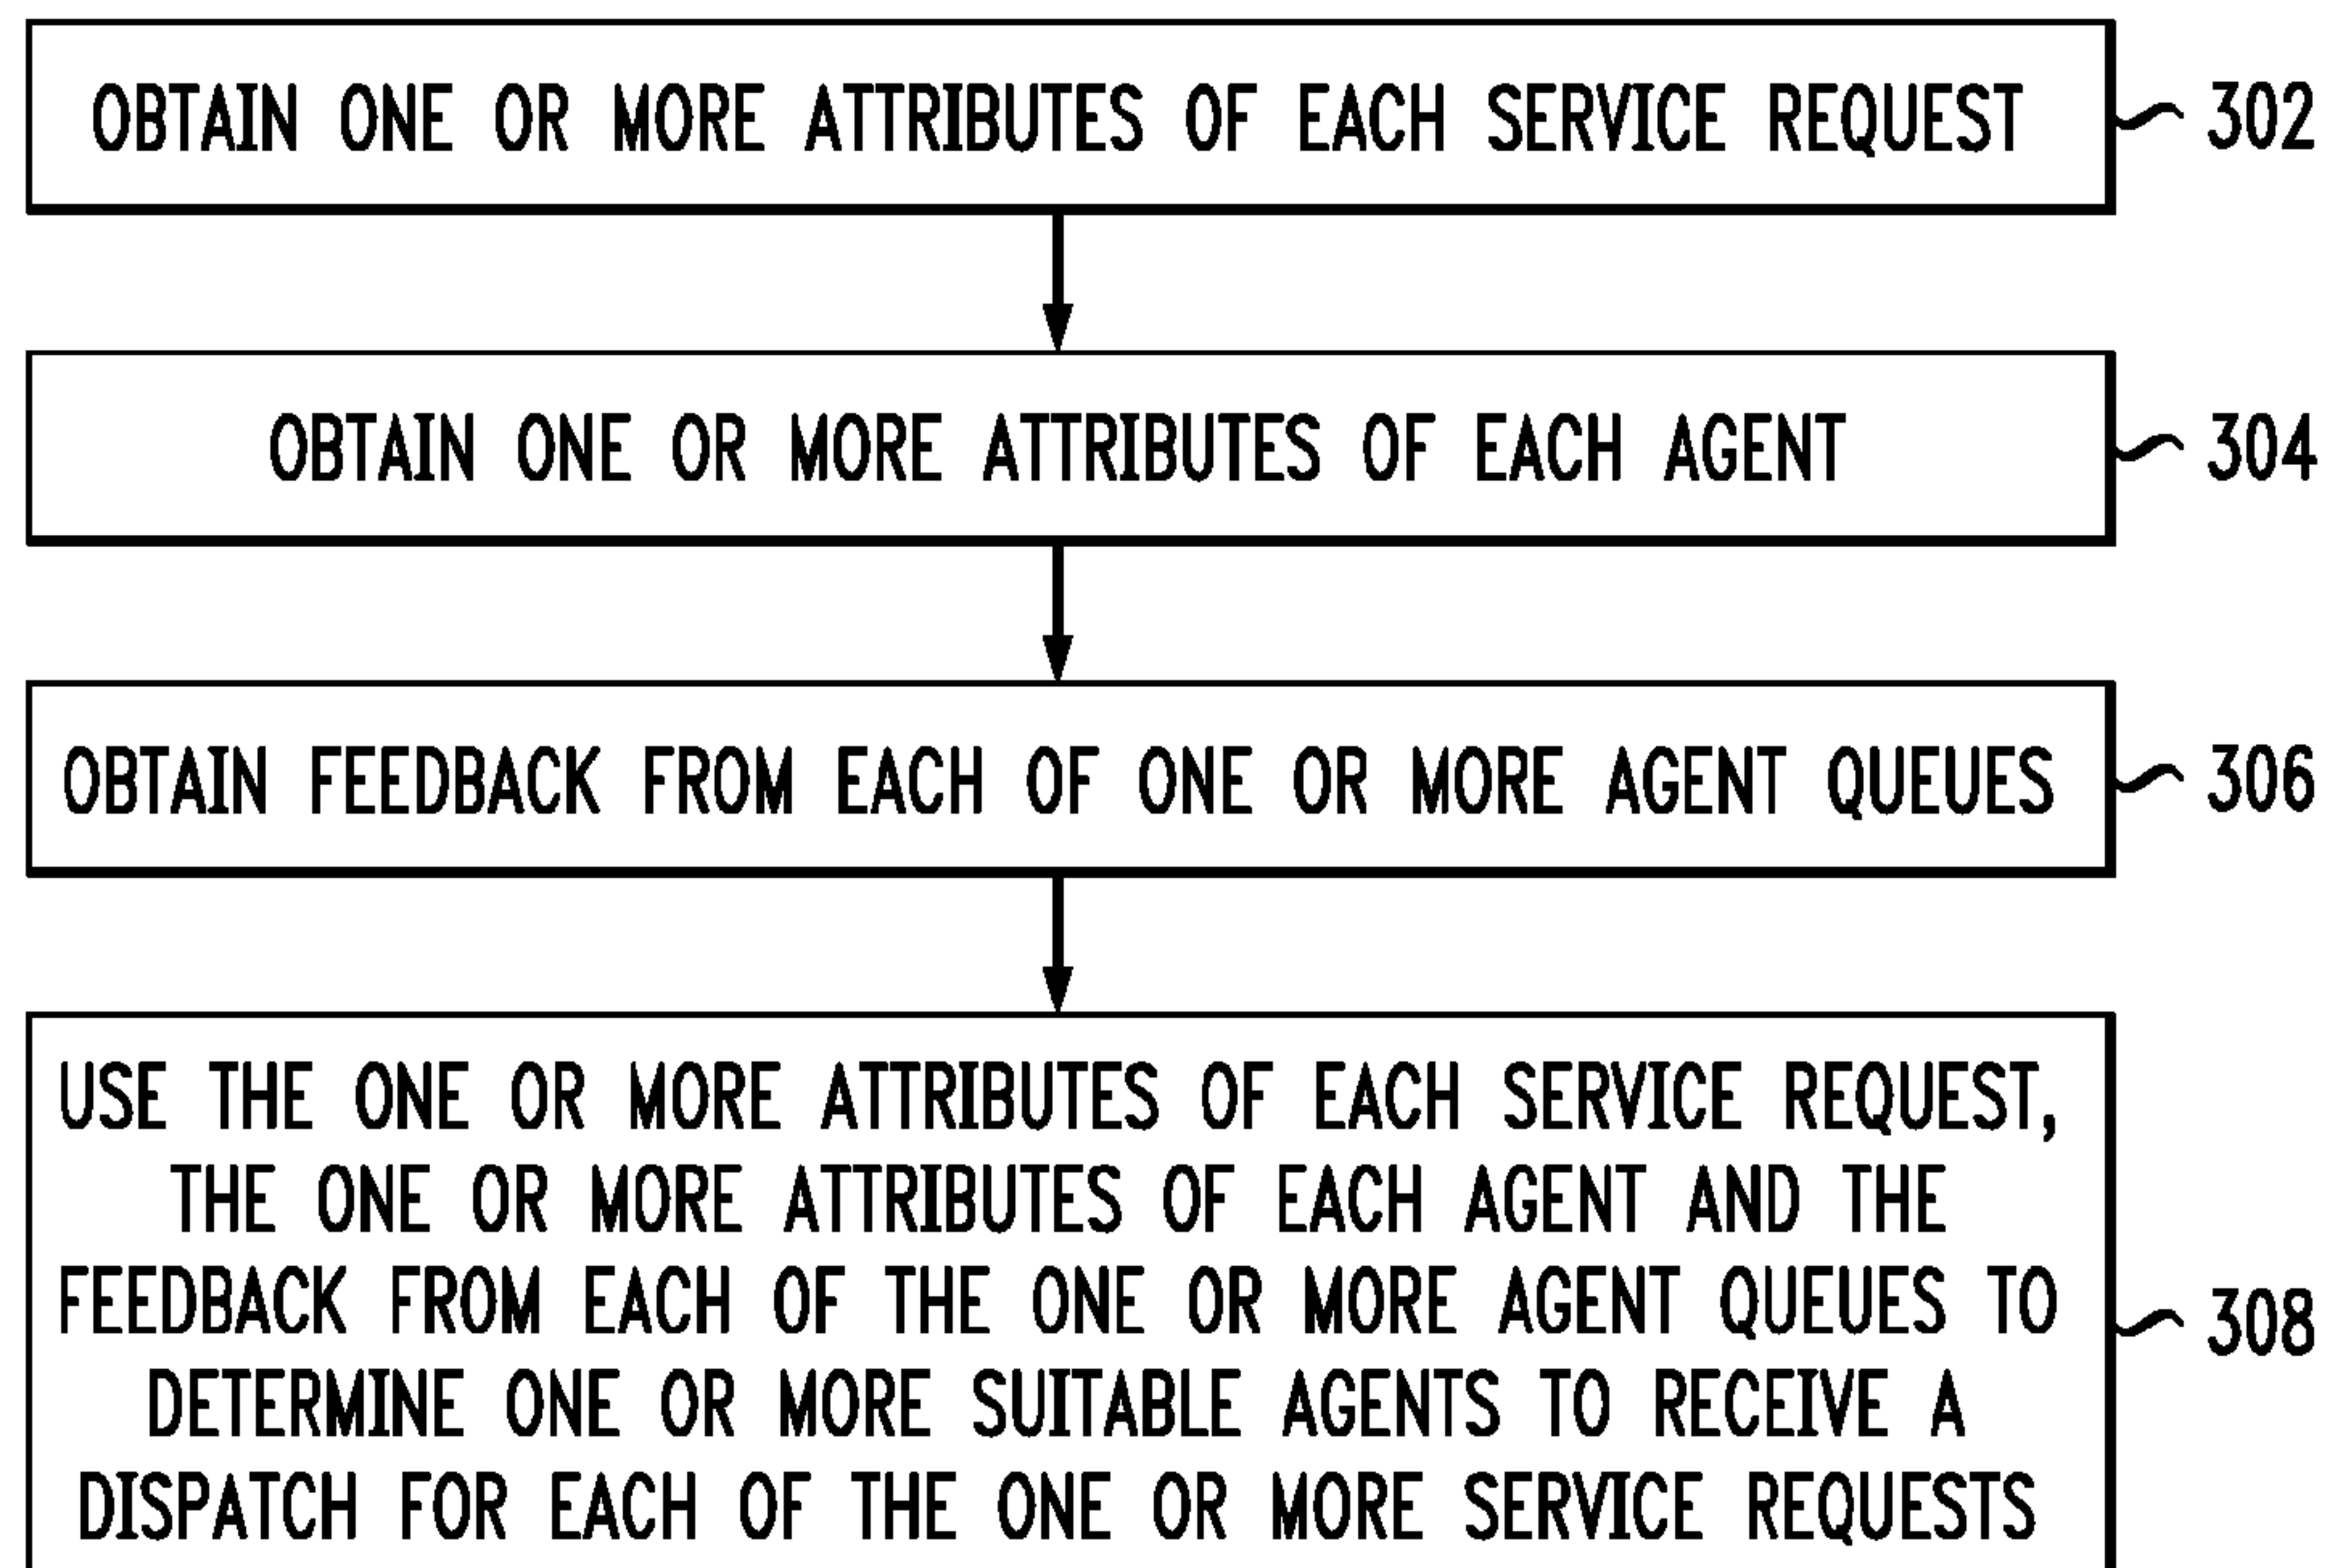 OBTAIN ONE OR MORE ATTRIBUTES OF EACH SERVICE REQUEST
302
OBTAIN ONE OR MORE ATTRIBUTES OF EACH AGENT
304
OBTAIN FEEDBACK FROM EACH OF ONE OR MORE AGENT QUEUES
306
USE THE ONE OR MORE ATTRIBUTES OF EACH SERVICE REQUEST,
THE ONE OR MORE ATTRIBUTES OF EACH AGENT AND THE
FEEDBACK FROM EACH OF THE ONE OR MORE AGENT QUEUES TO
DETERMINE ONE OR MORE SUITABLE AGENTS TO RECEIVE A
DISPATCH FOR EACH OF THE ONE OR MORE SERVICE REQUESTS
308